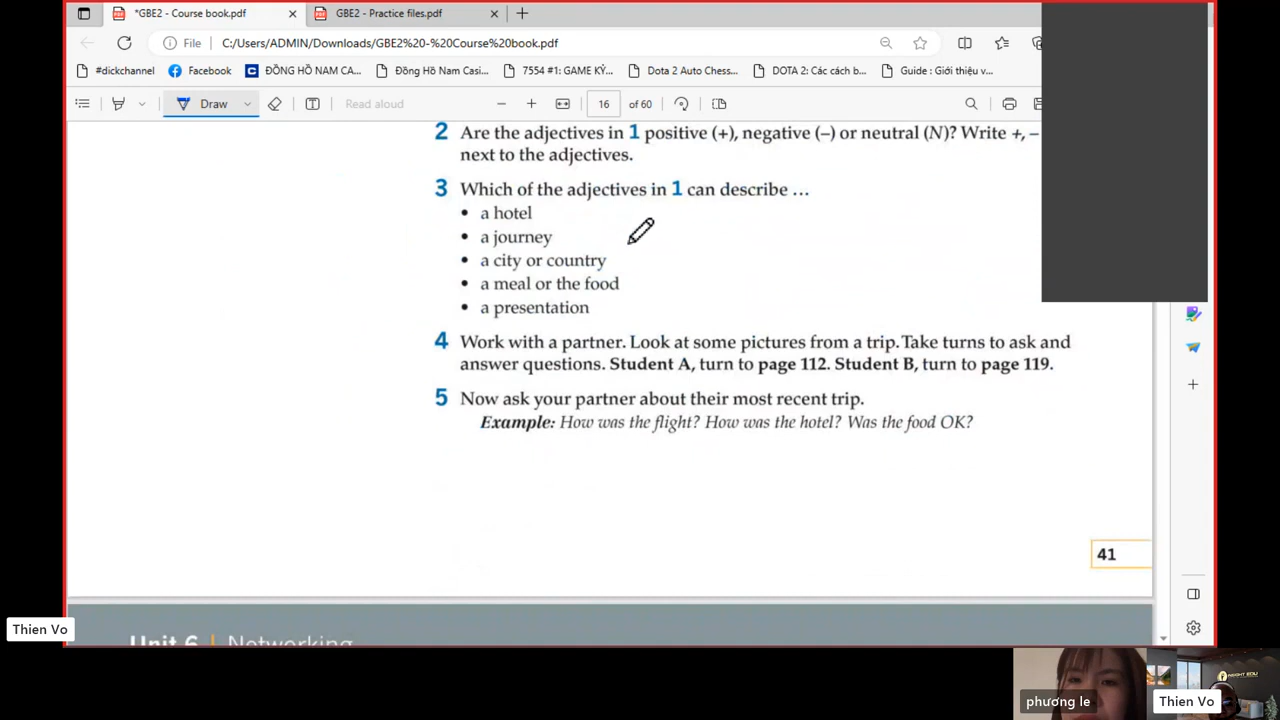 *GBE2 - Course book.pdf
GBE2 - Practice files.pdf
File
C:/Users/ADMIN/Downloads/GBE2%20-%20Course%20book.pdf
#dickchannel
Facebook
ĐỒNG HỒ NAM CA...
Đồng Hồ Nam Casi...
7554 #1: GAME KỶ...
Dota 2 Auto Chess...
DOTA 2: Các cách b...
Guide : Giới thiệu v...
Draw
Read aloud
16 of 60
2 Are the adjectives in 1 positive (+), negative (–) or neutral (N)? Write +, –
next to the adjectives.
3 Which of the adjectives in 1 can describe …
• a hotel
• a journey
• a city or country
• a meal or the food
• a presentation
4 Work with a partner. Look at some pictures from a trip. Take turns to ask and
answer questions. Student A, turn to page 112. Student B, turn to page 119.
5 Now ask your partner about their most recent trip.
Example: How was the flight? How was the hotel? Was the food OK?
41
Unit 6 | Networking
Thien Vo
phương le
Thien Vo